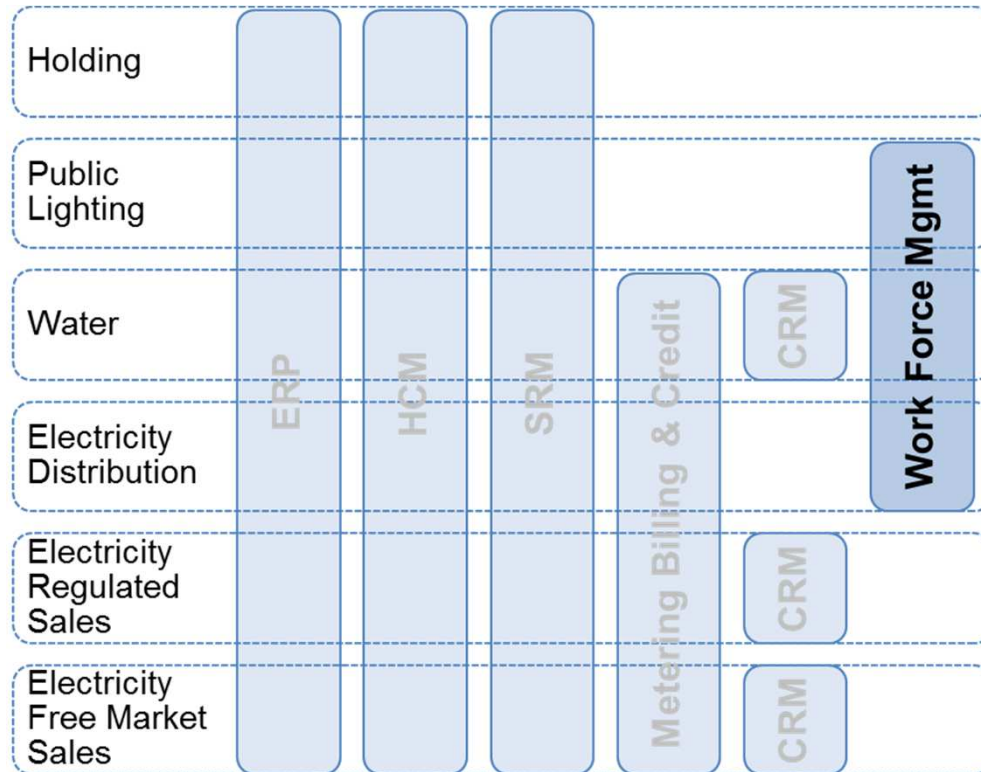 Holding
Public
Lighting
Water
Electricity
Distribution
Electricity
Regulated
Sales
Electricity
Free Market
Sales
ERP
HCM
SRM
Metering Billing & Credit
CRM
CRM
CRM
Work Force Mgmt